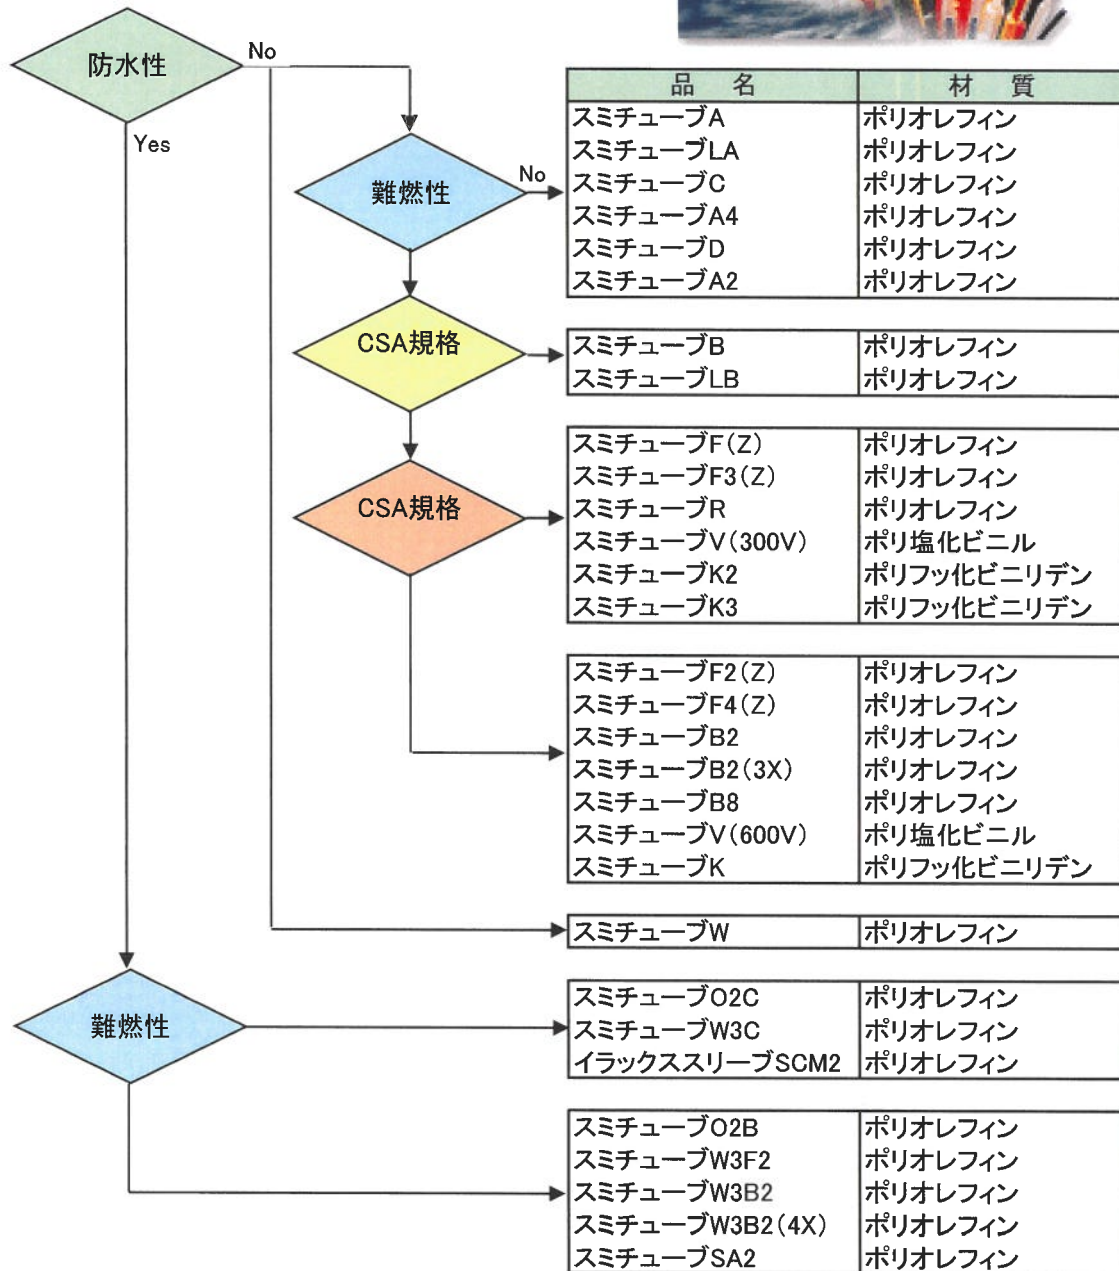 防水性
No
Yes
難燃性
No
CSA規格
CSA規格
難燃性
品 名 材 質
スミチューブA ポリオレフィン
スミチューブLA ポリオレフィン
スミチューブC ポリオレフィン
スミチューブA4 ポリオレフィン
スミチューブD ポリオレフィン
スミチューブA2 ポリオレフィン
スミチューブB ポリオレフィン
スミチューブLB ポリオレフィン
スミチューブF(Z) ポリオレフィン
スミチューブF3(Z) ポリオレフィン
スミチューブR ポリオレフィン
スミチューブV(300V) ポリ塩化ビニル
スミチューブK2 ポリフッ化ビニリデン
スミチューブK3 ポリフッ化ビニリデン
スミチューブF2(Z) ポリオレフィン
スミチューブF4(Z) ポリオレフィン
スミチューブB2 ポリオレフィン
スミチューブB2(3X) ポリオレフィン
スミチューブB8 ポリオレフィン
スミチューブV(600V) ポリ塩化ビニル
スミチューブK ポリフッ化ビニリデン
スミチューブW ポリオレフィン
スミチューブO2C ポリオレフィン
スミチューブW3C ポリオレフィン
イラックススリーブSCM2 ポリオレフィン
スミチューブO2B ポリオレフィン
スミチューブW3F2 ポリオレフィン
スミチューブW3B2 ポリオレフィン
スミチューブW3B2(4X) ポリオレフィン
スミチューブSA2 ポリオレフィン